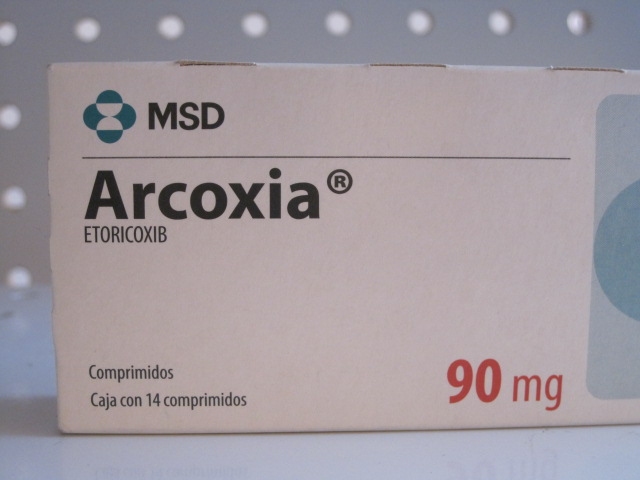 MSD
Arcoxia®
ETORICOXIB
Comprimidos
Caja con 14 comprimidos
90 mg